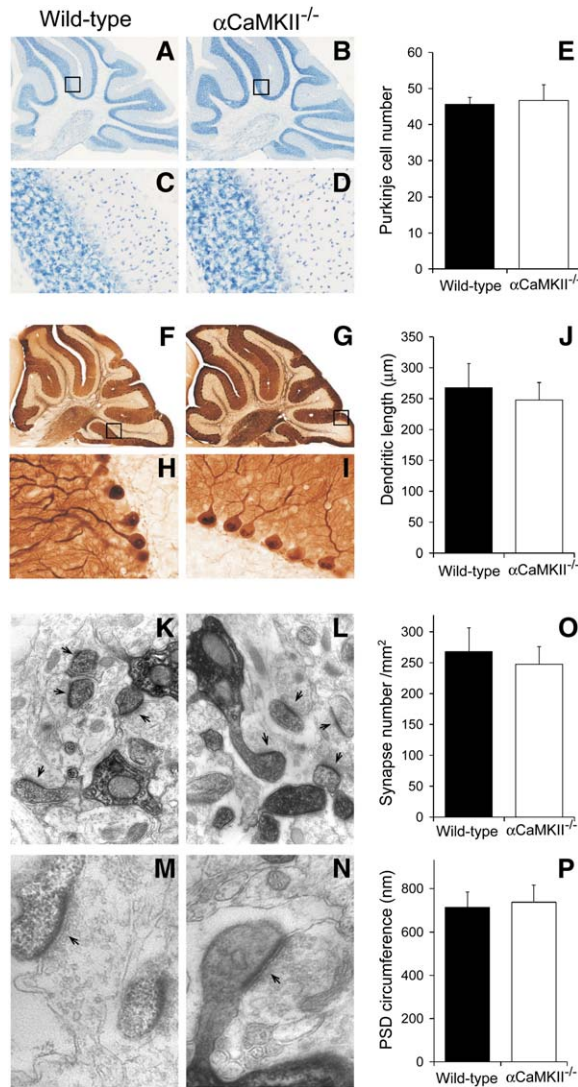 Wild-type
αCaMKII-/-
A
B
E
Purkinje cell number
60
50
40
30
20
10
0
Wild-type
αCaMKII-/-
C
D
F
G
J
Dendritic length (μm)
400
350
300
250
200
150
100
50
0
Wild-type
αCaMKII-/-
H
I
K
L
O
Synapse number /mm2
300
250
200
150
100
50
0
Wild-type
αCaMKII-/-
M
N
P
PSD circumference (nm)
800
600
400
200
0
Wild-type
αCaMKII-/-